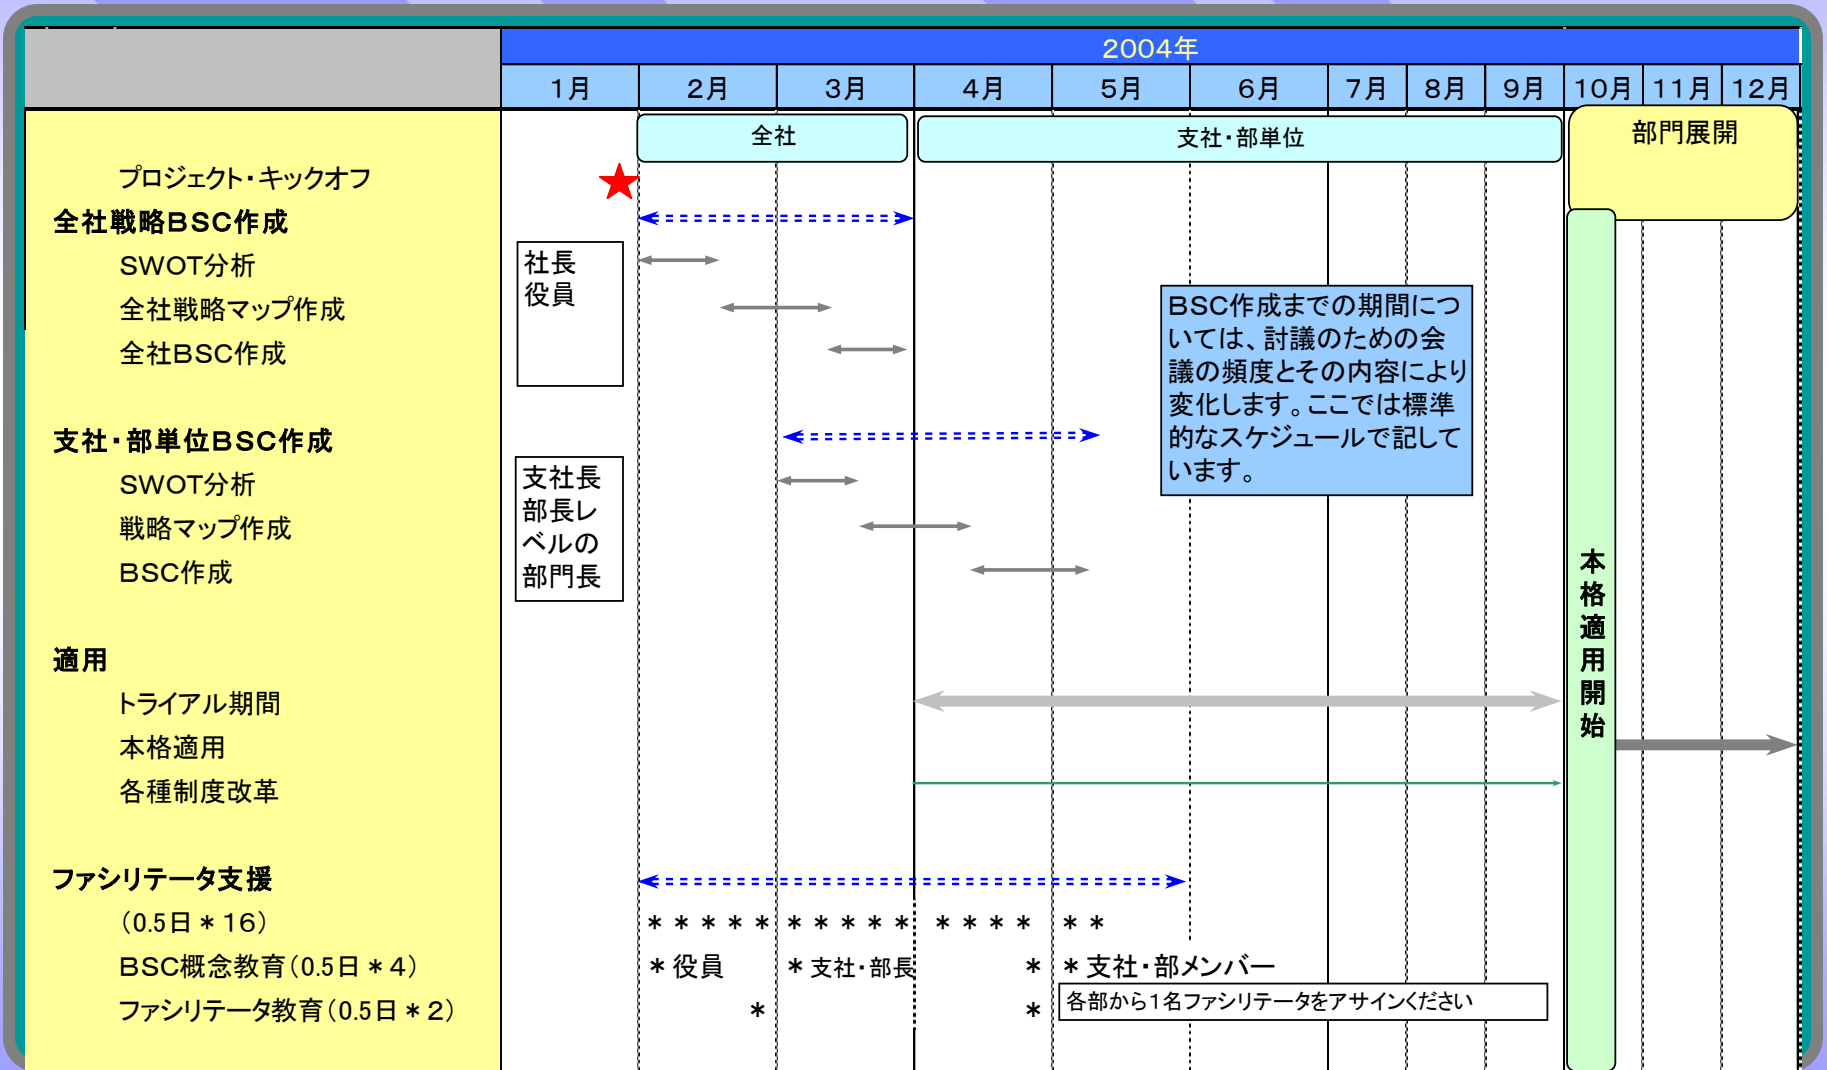 2004年
1月 2月 3月 4月 5月 6月 7月 8月 9月 10月 11月 12月
全社 支社・部単位 部門展開
プロジェクト・キックオフ ★
全社戦略BSC作成
SWOT分析
全社戦略マップ作成
全社BSC作成
社長
役員
BSC作成までの期間につ
いては、討議のための会
議の頻度とその内容により
変化します。ここでは標準
的なスケジュールで記して
います。
支社・部単位BSC作成
SWOT分析
戦略マップ作成
BSC作成
支社長
部長レ
ベルの
部門長
適用
トライアル期間
本格適用
各種制度改革
本格適用開始
ファシリテータ支援
(0.5日*16) * * * * * * * * * * * * * * * *
BSC概念教育(0.5日*4) *役員 *支社・部長 * *支社・部メンバー
ファシリテータ教育(0.5日*2) * *
各部から1名ファシリテータをアサインください